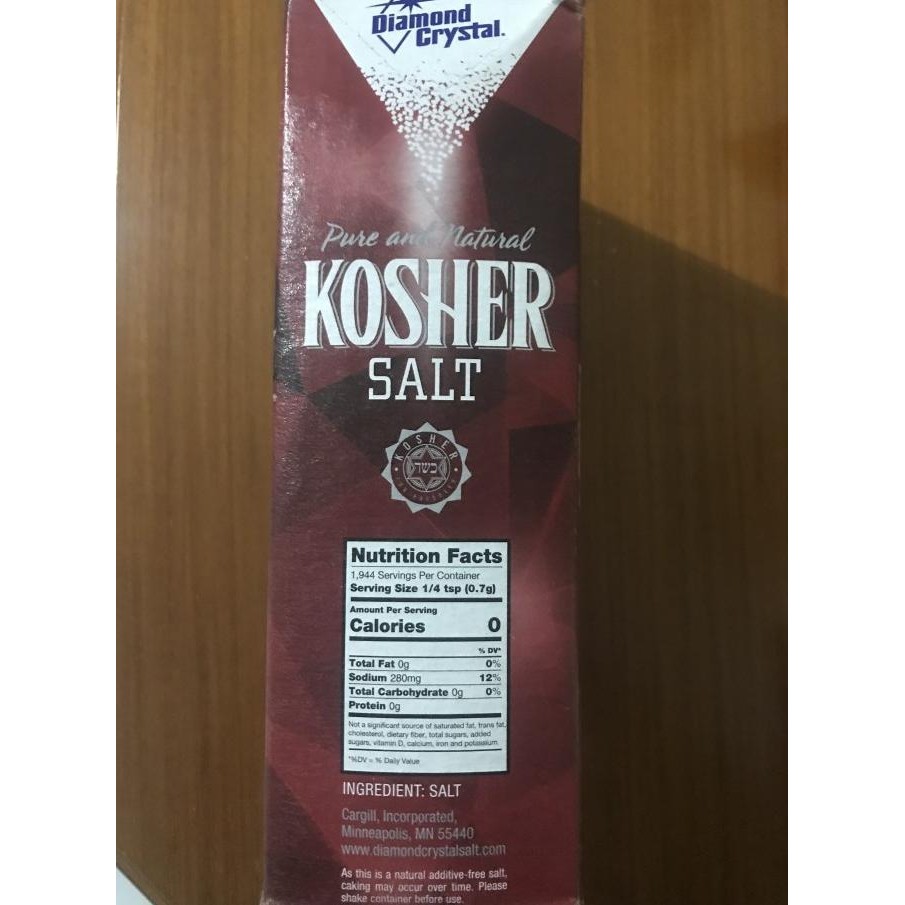 Diamond
Crystal.
Pure and Natural
KOSHER
SALT
KOSHER
כשר
Nutrition Facts
1,944 Servings Per Container
Serving Size 1/4 tsp (0.7g)
Amount Per Serving
Calories 0
% DV*
Total Fat 0g 0%
Sodium 280mg 12%
Total Carbohydrate 0g 0%
Protein 0g
Not a significant source of saturated fat, trans fat,
cholesterol, dietary fiber, total sugars, added
sugars, vitamin D, calcium, iron and potassium.
*%DV = % Daily Value
INGREDIENT: SALT
Cargill, Incorporated,
Minneapolis, MN 55440
www.diamondcrystalsalt.com
As this is a natural additive-free salt,
caking may occur over time. Please
shake container before use.